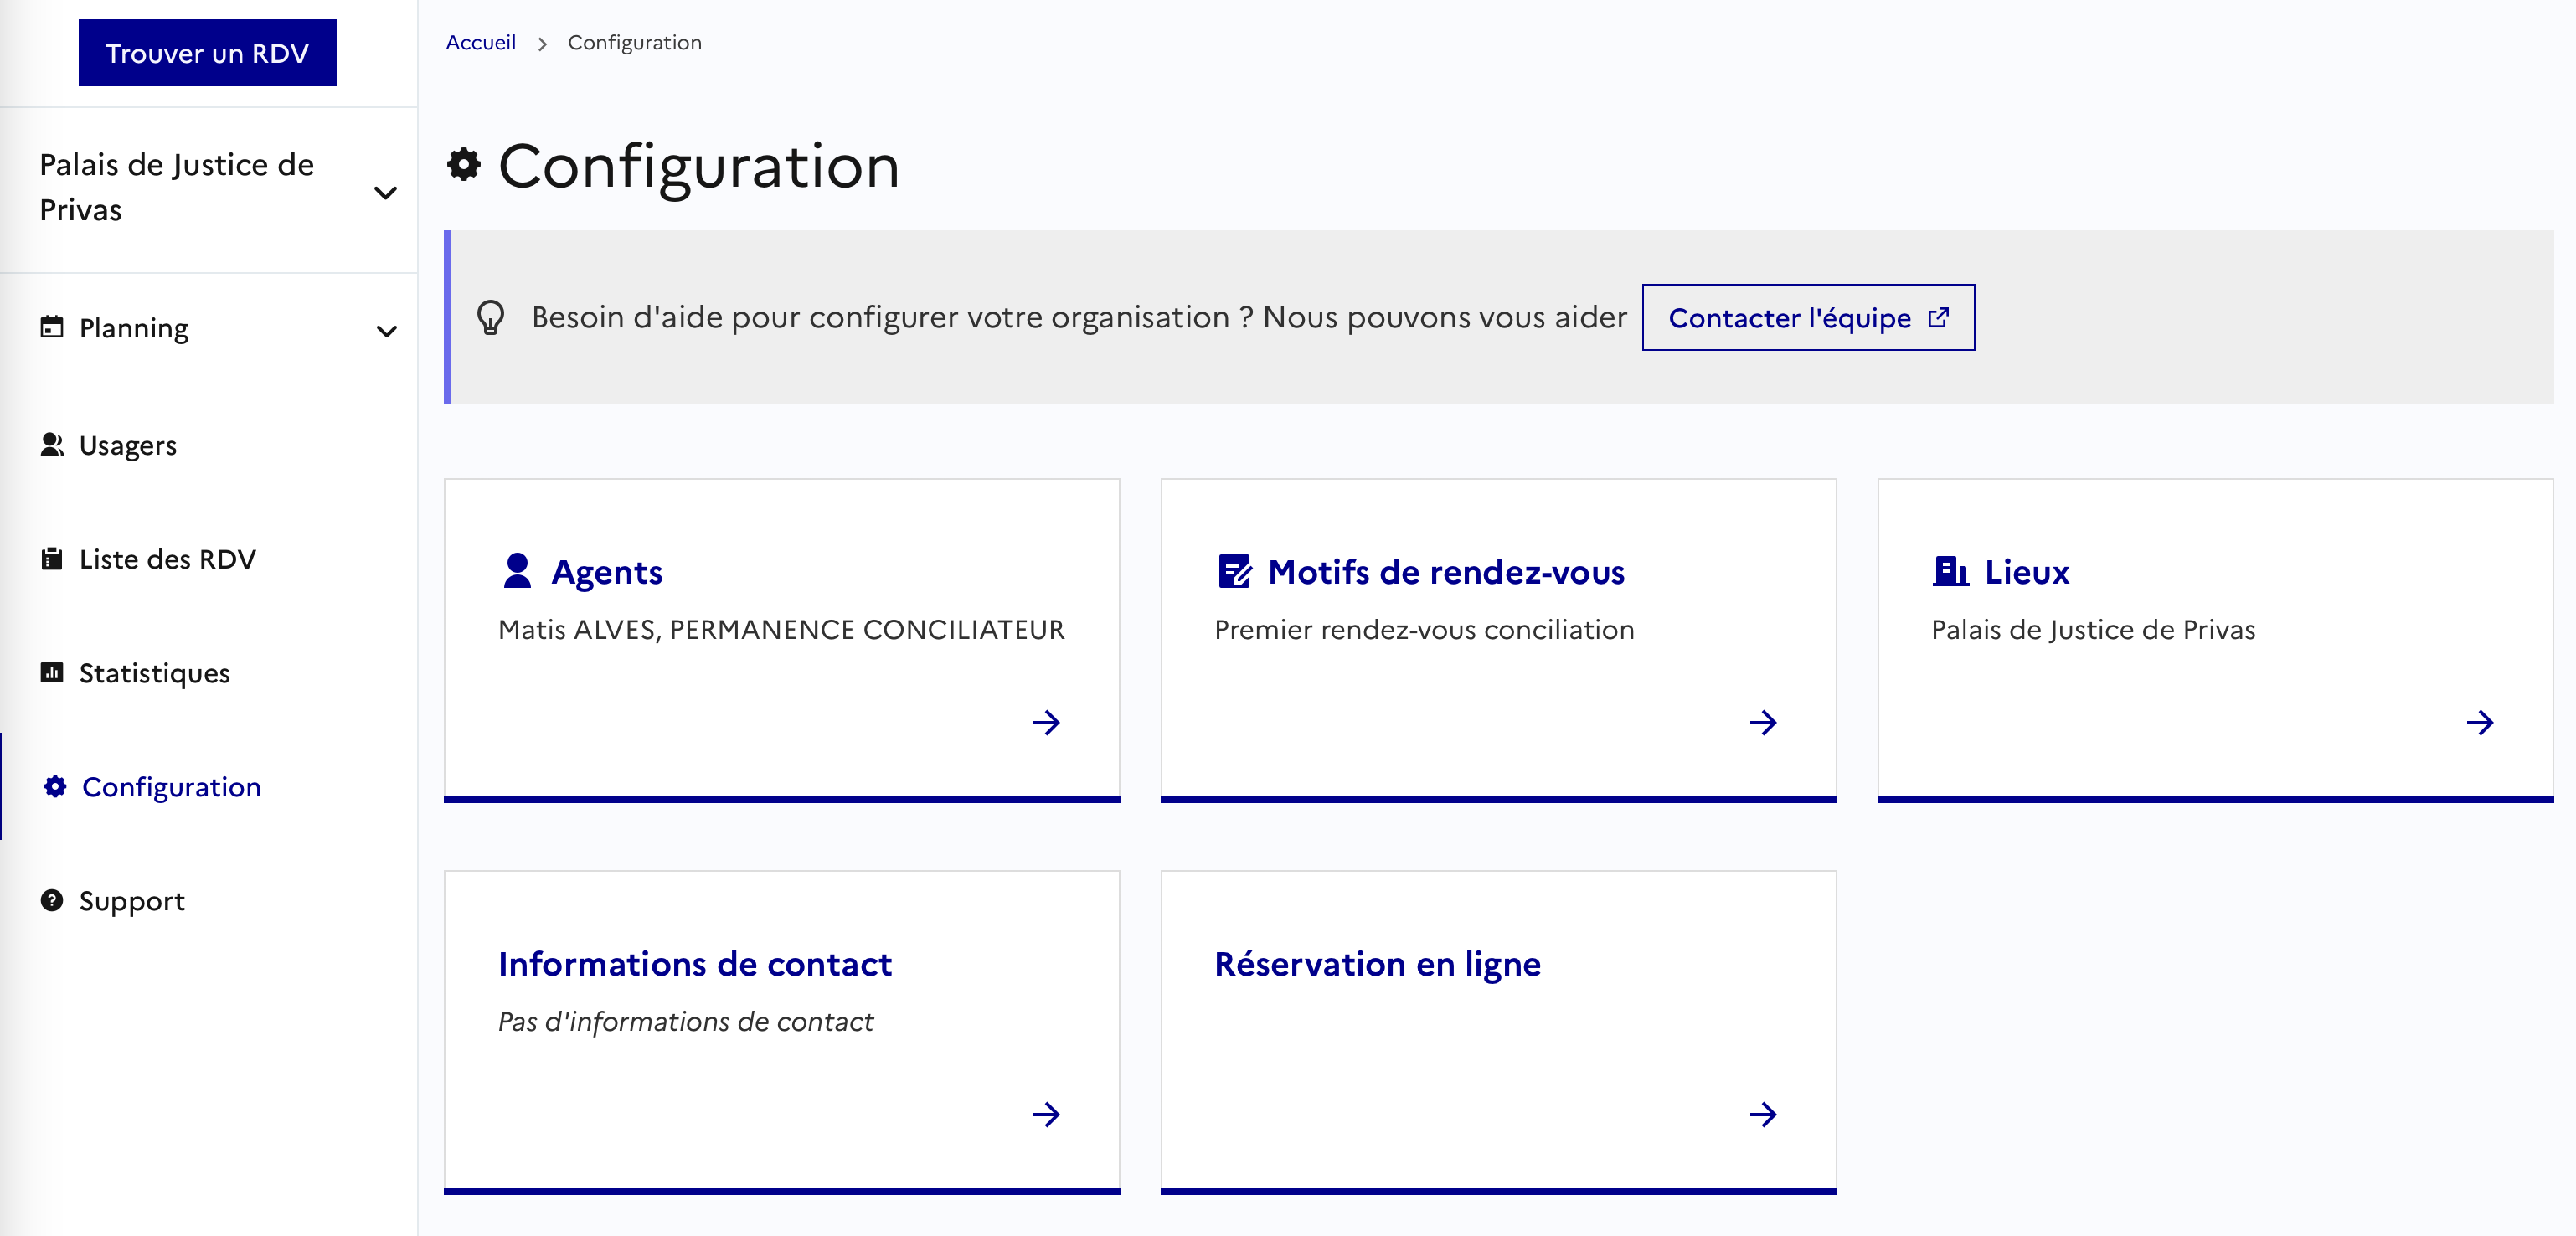 Trouver un RDV
Palais de Justice de
Privas
Planning
Usagers
Liste des RDV
Statistiques
Configuration
Support
Accueil > Configuration
Configuration
Besoin d'aide pour configurer votre organisation ? Nous pouvons vous aider
Contacter l'équipe
Agents
Matis ALVES, PERMANENCE CONCILIATEUR
Motifs de rendez-vous
Premier rendez-vous conciliation
Lieux
Palais de Justice de Privas
Informations de contact
Pas d'informations de contact
Réservation en ligne